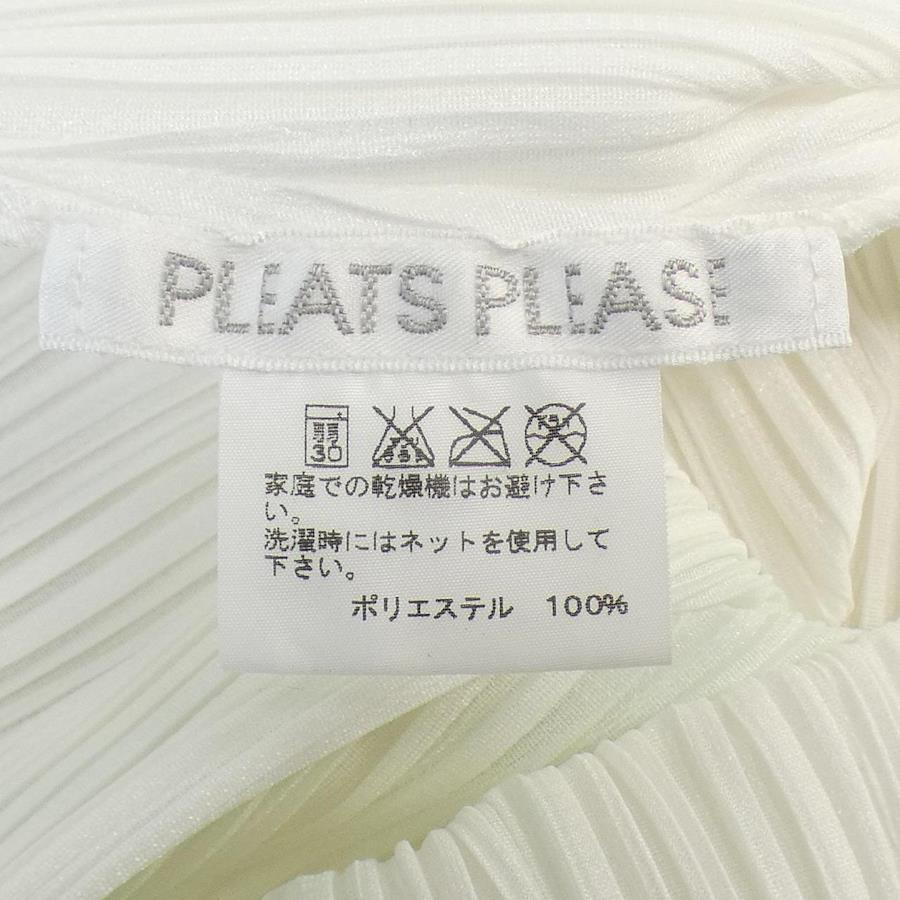 PLEATS PLEASE
弱
30
家庭での乾燥機はお避け下さ
い。
洗濯時にはネットを使用して
下さい。
ポリエステル 100%